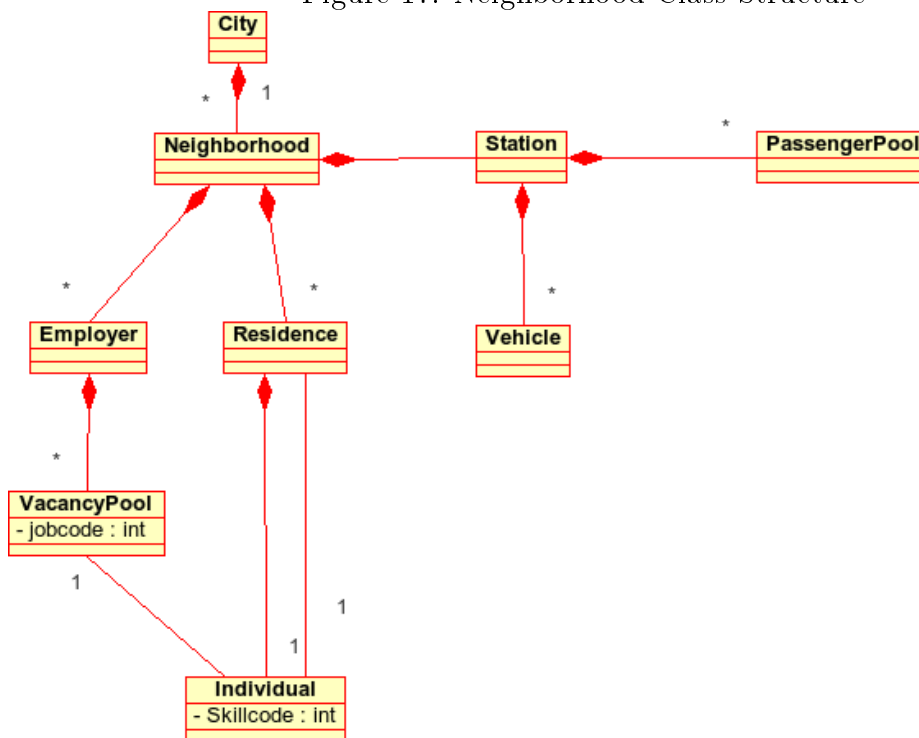 Figure 17: Neighborhood Class Structure
City
* 1
Neighborhood
Station
*
PassengerPool
* *
*
Employer
Residence
Vehicle
*
VacancyPool
- jobcode : int
1
1
1
Individual
- Skillcode : int